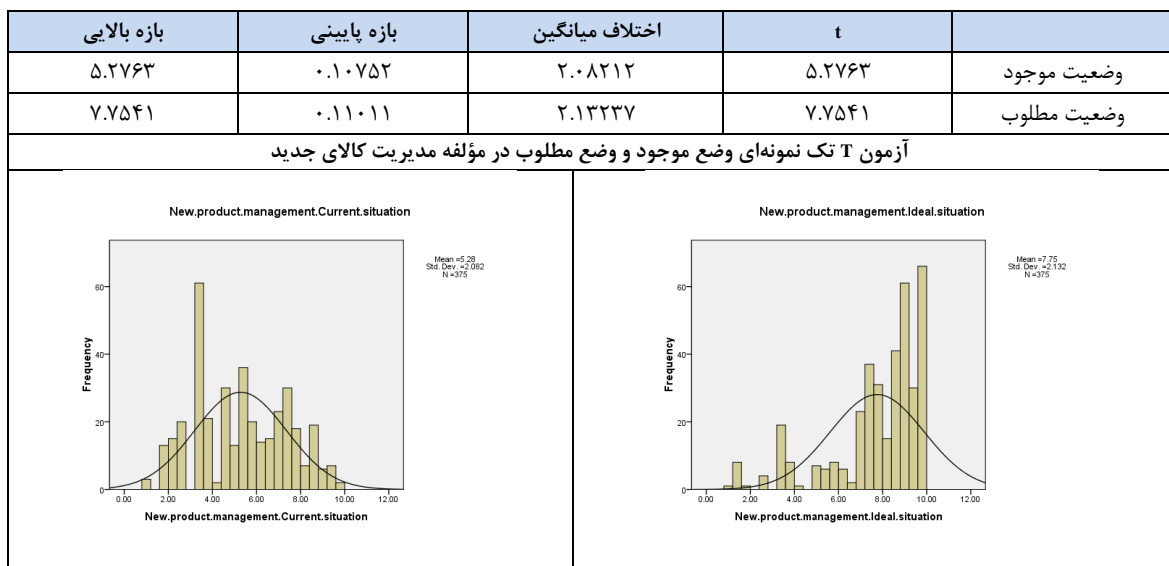 t اختلاف میانگین بازه پایینی بازه بالایی
وضعیت موجود ۵.۲۷۶۳ ۲.۰۸۲۱۲ ۰.۱۰۷۵۲ ۵.۲۷۶۳
وضعیت مطلوب ۷.۷۵۴۱ ۲.۱۳۲۳۷ ۰.۱۱۰۱۱ ۷.۷۵۴۱
آزمون T تک نمونه‌ای وضع موجود و وضع مطلوب در مؤلفه مدیریت کالای جدید
New.product.management.Current.situation
Mean =5.28
Std. Dev. =2.082
N =375
Frequency
60
40
20
0
0.00 2.00 4.00 6.00 8.00 10.00 12.00
New.product.management.Current.situation
New.product.management.Ideal.situation
Mean =7.75
Std. Dev. =2.132
N =375
Frequency
60
40
20
0
0.00 2.00 4.00 6.00 8.00 10.00 12.00
New.product.management.Ideal.situation